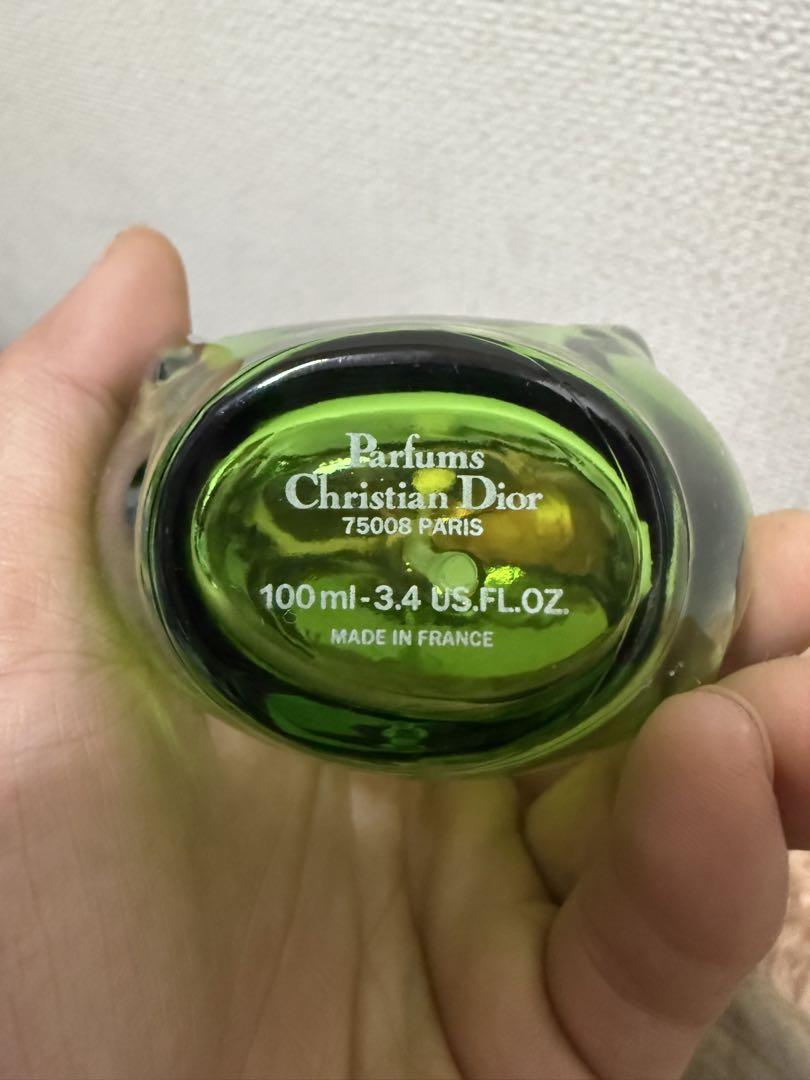 Parfums
Christian Dior
75008 PARIS
100 ml - 3.4 US.FL.OZ.
MADE IN FRANCE